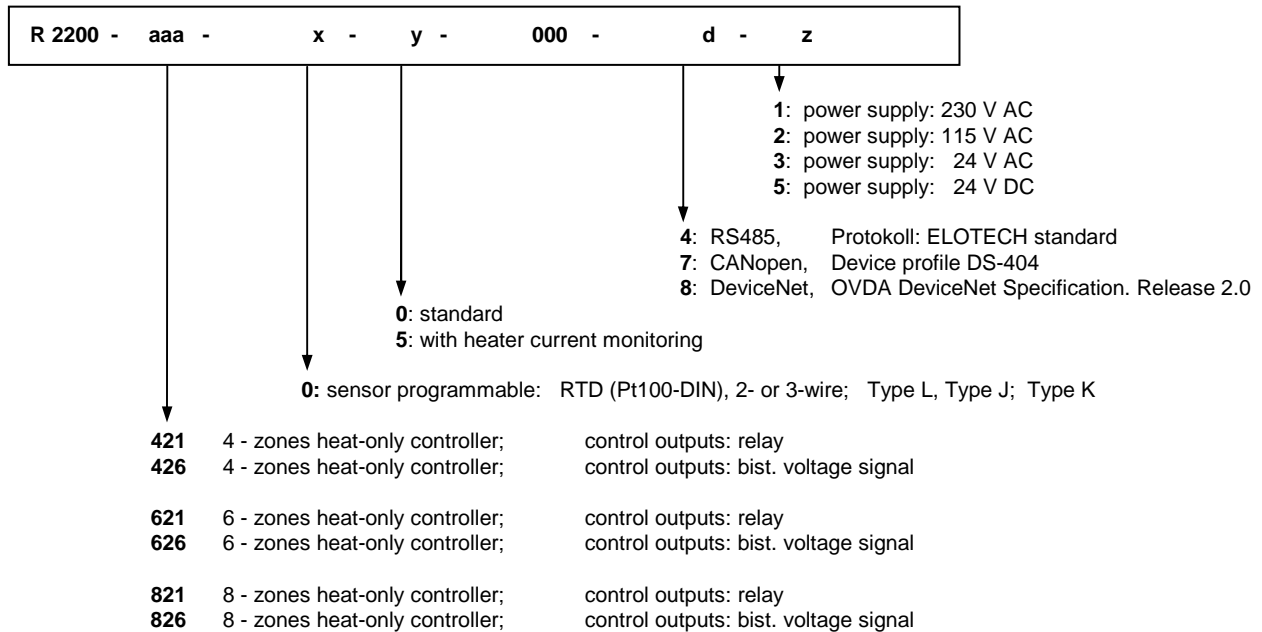 R 2200 - aaa - x - y - 000 - d - z
1: power supply: 230 V AC
2: power supply: 115 V AC
3: power supply: 24 V AC
5: power supply: 24 V DC
4: RS485, Protokoll: ELOTECH standard
7: CANopen, Device profile DS-404
8: DeviceNet, OVDA DeviceNet Specification. Release 2.0
0: standard
5: with heater current monitoring
0: sensor programmable: RTD (Pt100-DIN), 2- or 3-wire; Type L, Type J; Type K
421 4 - zones heat-only controller; control outputs: relay
426 4 - zones heat-only controller; control outputs: bist. voltage signal
621 6 - zones heat-only controller; control outputs: relay
626 6 - zones heat-only controller; control outputs: bist. voltage signal
821 8 - zones heat-only controller; control outputs: relay
826 8 - zones heat-only controller; control outputs: bist. voltage signal